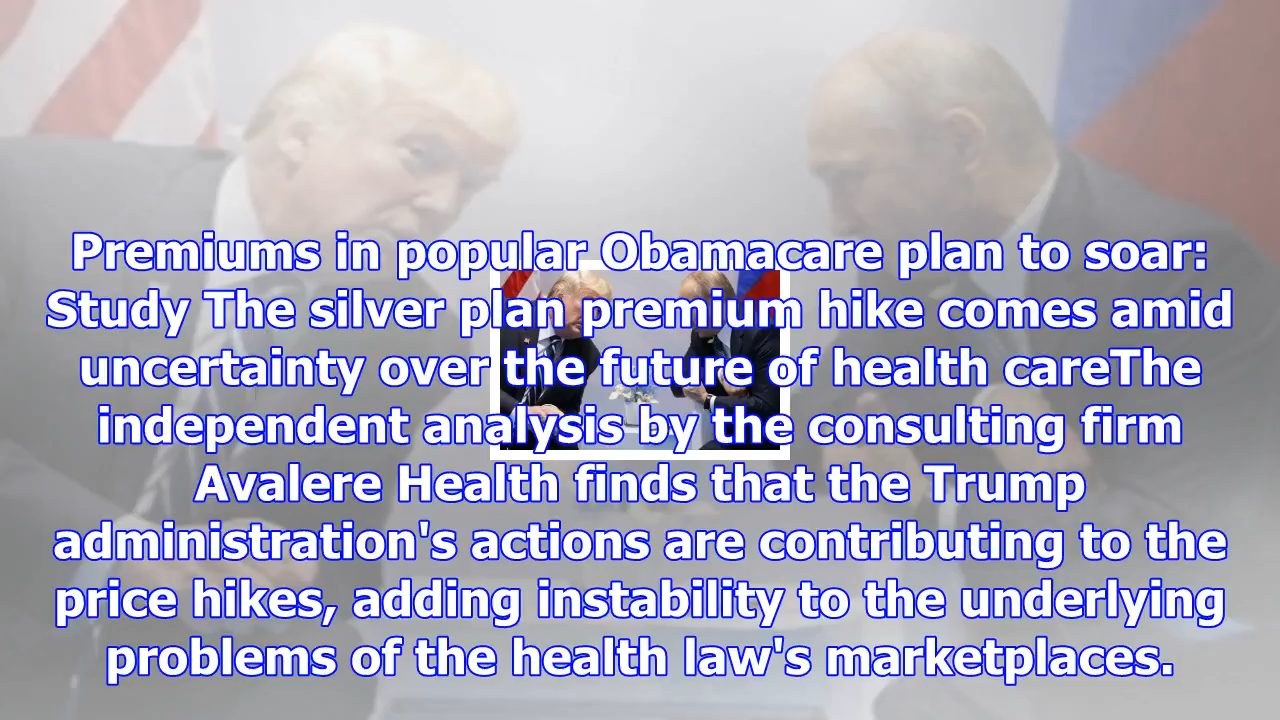 Premiums in popular Obamacare plan to soar:
Study The silver plan premium hike comes amid
uncertainty over the future of health careThe
independent analysis by the consulting firm
Avalere Health finds that the Trump
administration's actions are contributing to the
price hikes, adding instability to the underlying
problems of the health law's marketplaces.